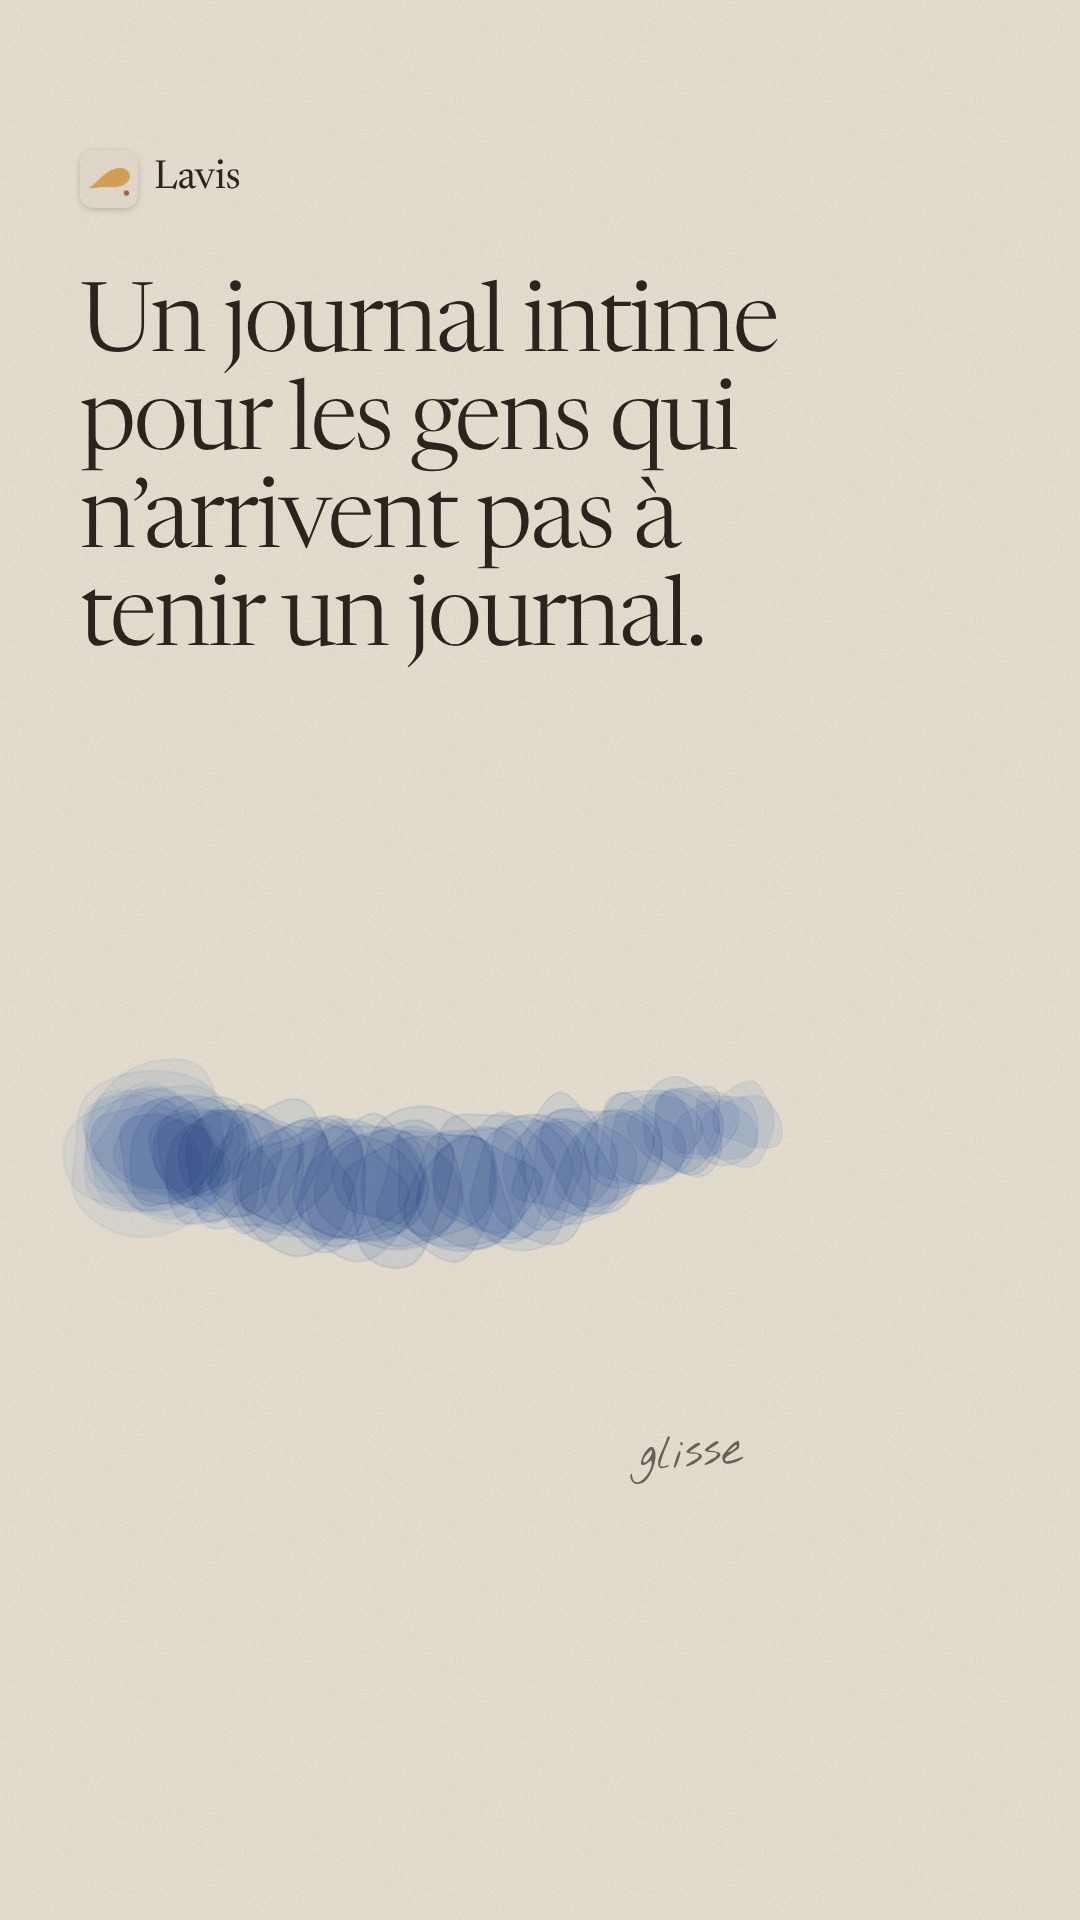 Lavis
Un journal intime
pour les gens qui
n’arrivent pas à
tenir un journal.
glisse